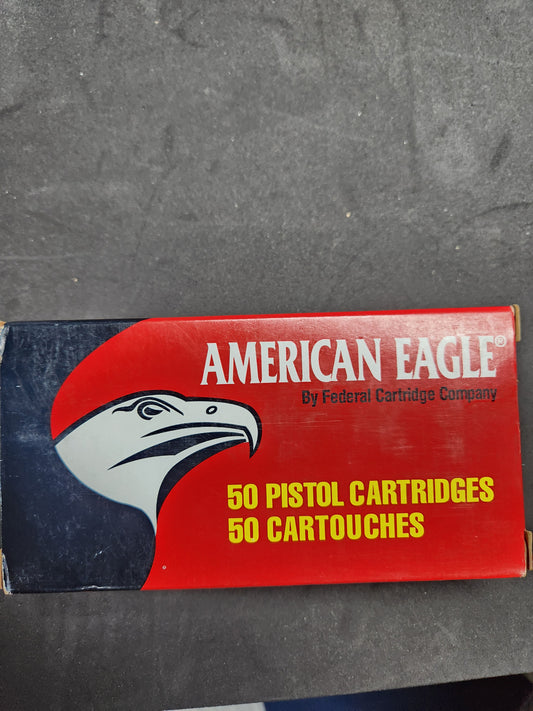 AMERICAN EAGLE®
By Federal Cartridge Company
50 PISTOL CARTRIDGES
50 CARTOUCHES